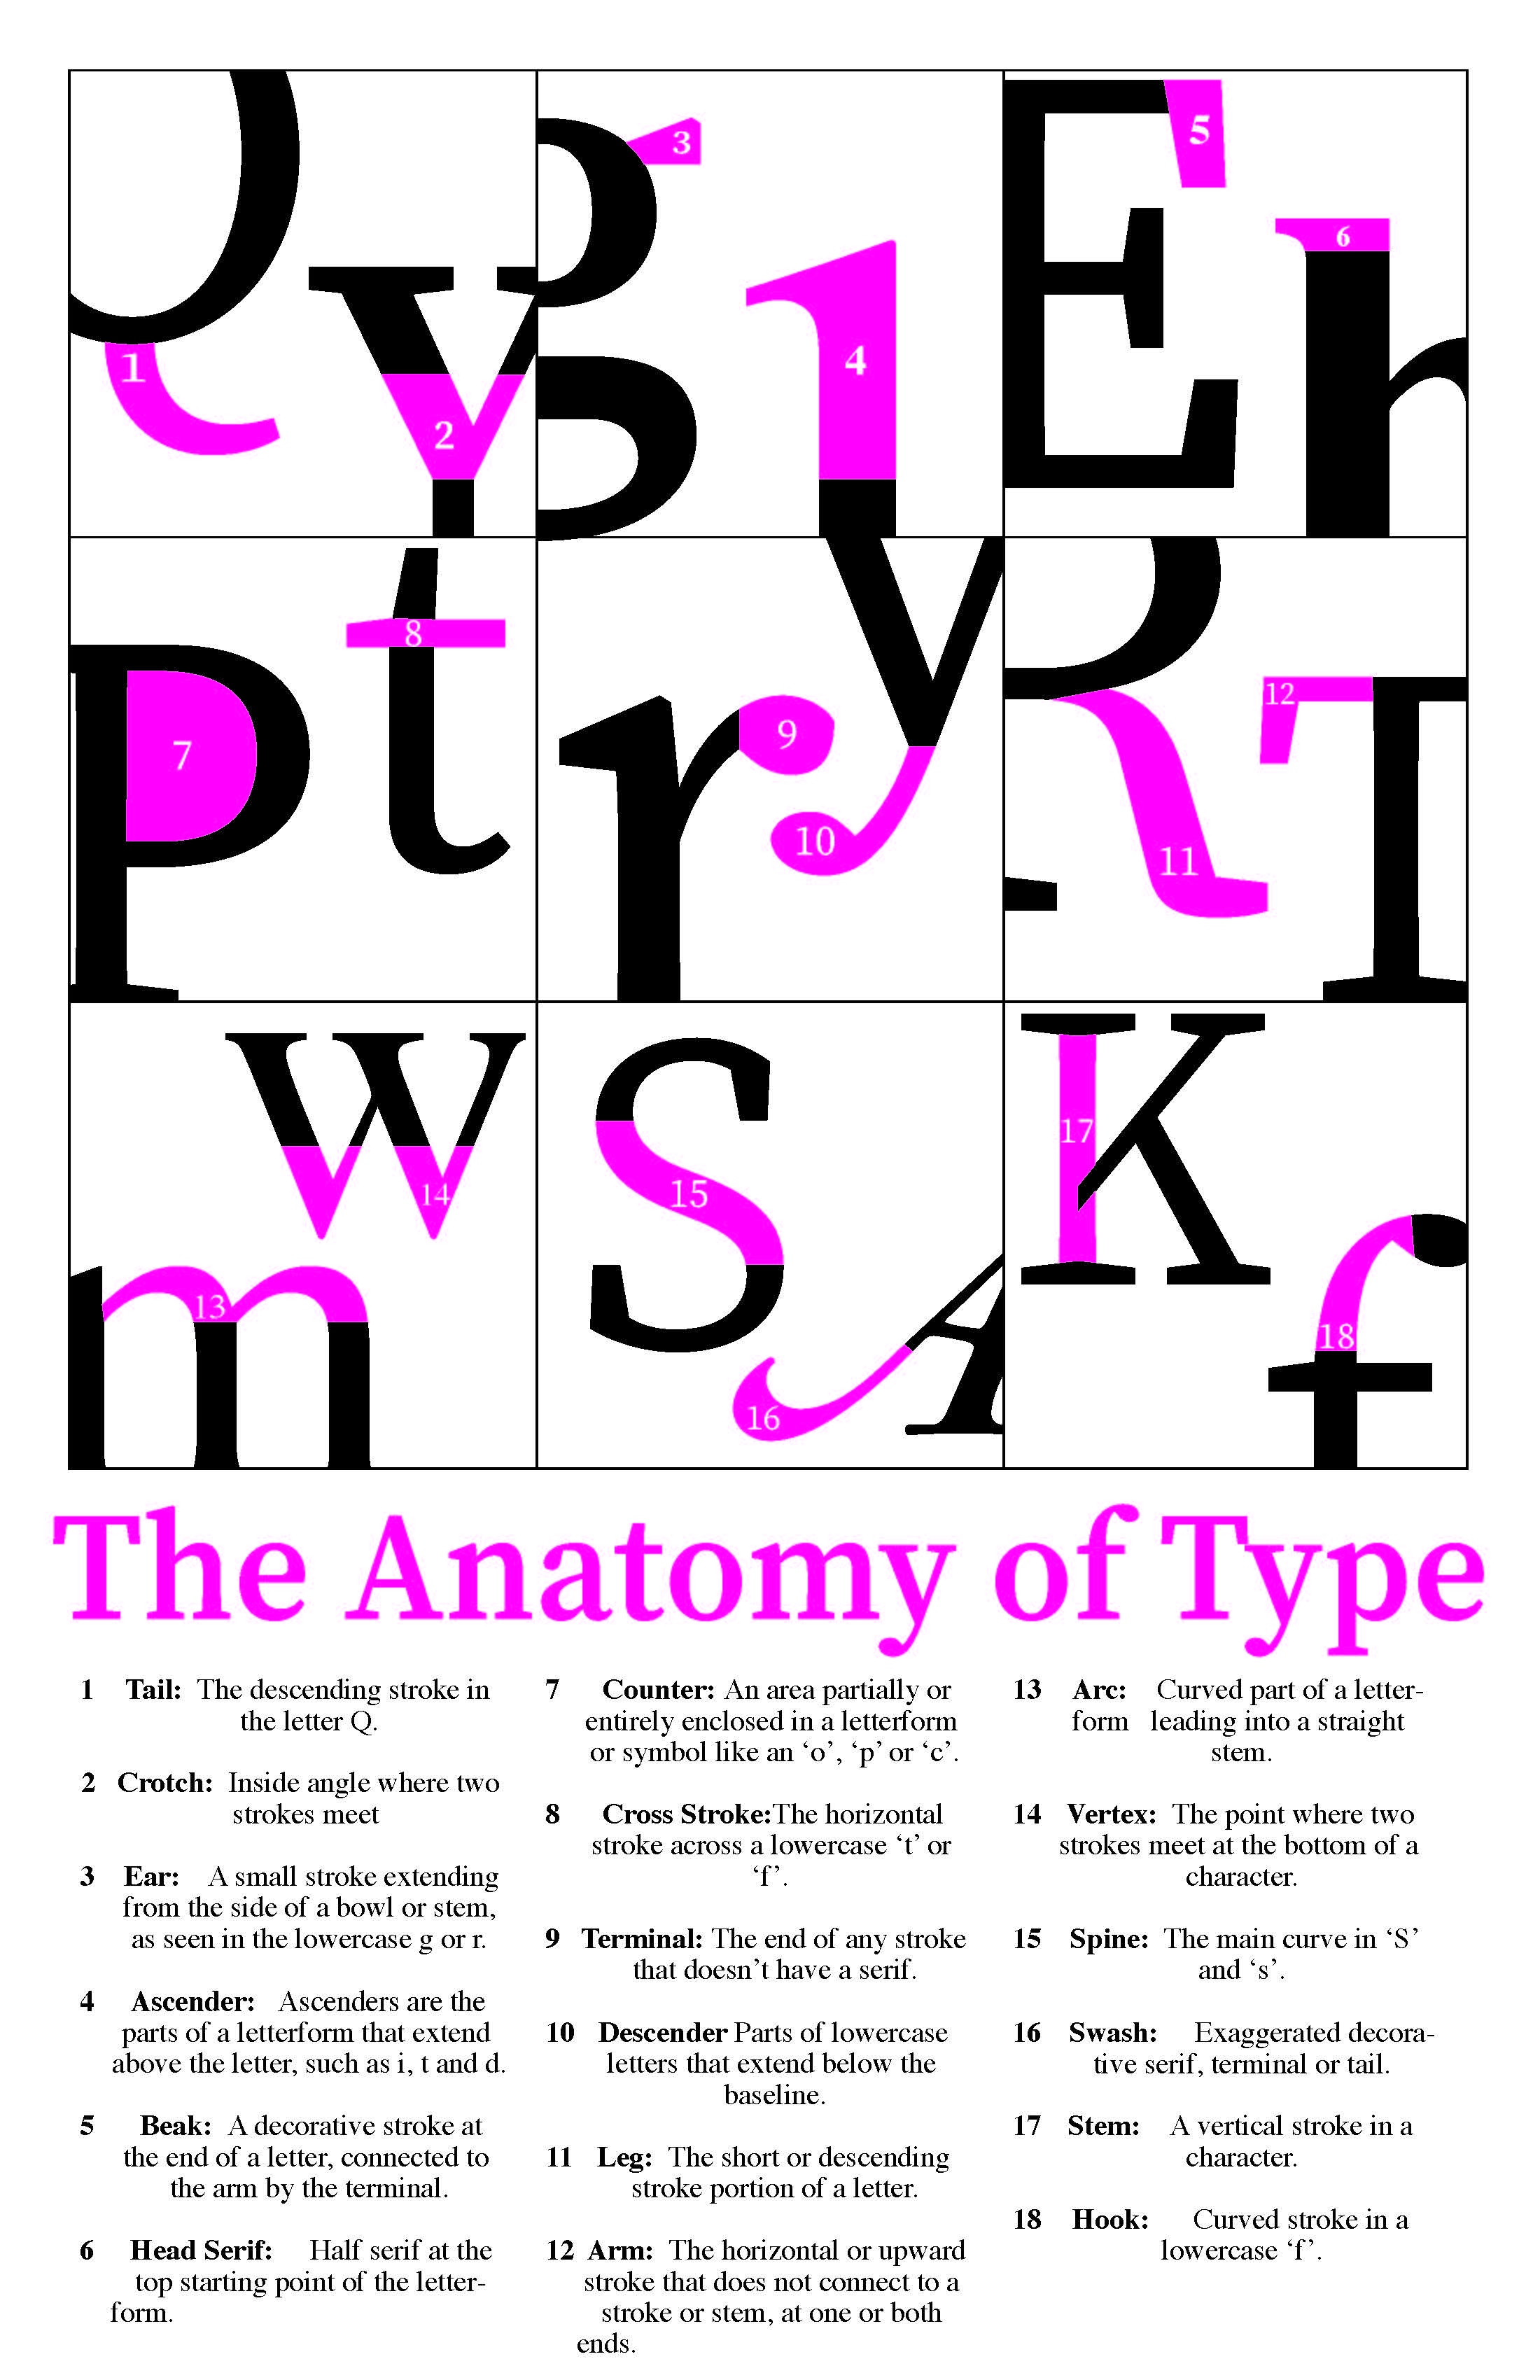 Q
y
1
2
g
3
1
4
E
5
h
6
P
7
t
8
r
9
y
10
R
11
T
12
w
14
m
13
S
15
A
16
K
17
f
18
The Anatomy of Type
1 Tail: The descending stroke in
the letter Q.
2 Crotch: Inside angle where two
strokes meet
3 Ear: A small stroke extending
from the side of a bowl or stem,
as seen in the lowercase g or r.
4 Ascender: Ascenders are the
parts of a letterform that extend
above the letter, such as i, t and d.
5 Beak: A decorative stroke at
the end of a letter, connected to
the arm by the terminal.
6 Head Serif: Half serif at the
top starting point of the letter-
form.
7 Counter: An area partially or
entirely enclosed in a letterform
or symbol like an ‘o’, ‘p’ or ‘c’.
8 Cross Stroke:The horizontal
stroke across a lowercase ‘t’ or
‘f’.
9 Terminal: The end of any stroke
that doesn’t have a serif.
10 Descender Parts of lowercase
letters that extend below the
baseline.
11 Leg: The short or descending
stroke portion of a letter.
12 Arm: The horizontal or upward
stroke that does not connect to a
stroke or stem, at one or both
ends.
13 Arc: Curved part of a letter-
form leading into a straight
stem.
14 Vertex: The point where two
strokes meet at the bottom of a
character.
15 Spine: The main curve in ‘S’
and ‘s’.
16 Swash: Exaggerated decora-
tive serif, terminal or tail.
17 Stem: A vertical stroke in a
character.
18 Hook: Curved stroke in a
lowercase ‘f’.